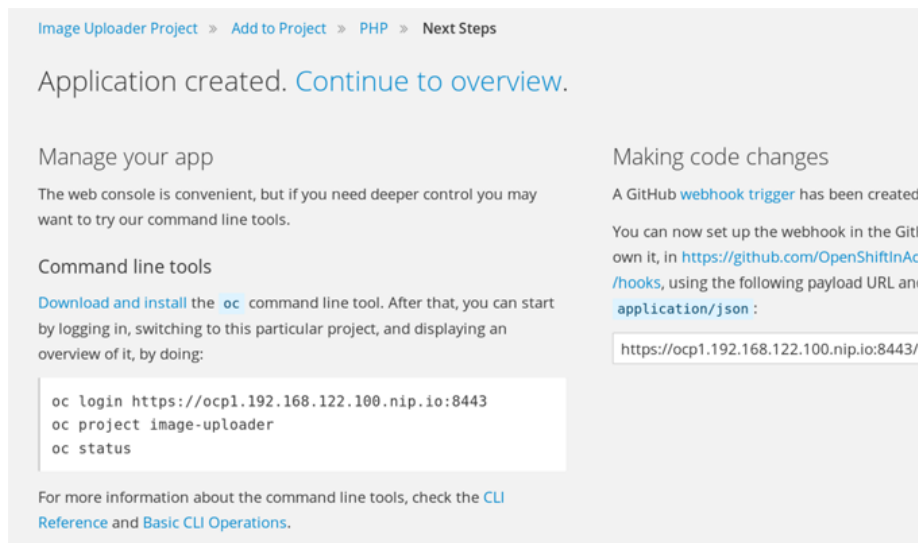 Image Uploader Project » Add to Project » PHP » Next Steps
Application created. Continue to overview.
Manage your app
The web console is convenient, but if you need deeper control you may
want to try our command line tools.
Command line tools
Download and install the oc command line tool. After that, you can start
by logging in, switching to this particular project, and displaying an
overview of it, by doing:
oc login https://ocp1.192.168.122.100.nip.io:8443
oc project image-uploader
oc status
For more information about the command line tools, check the CLI
Reference and Basic CLI Operations.
Making code changes
A GitHub webhook trigger has been created
You can now set up the webhook in the
own it, in https://github.com/OpenShiftInAc
/hooks, using the following payload URL
application/json :
https://ocp1.192.168.122.100.nip.io:8443/